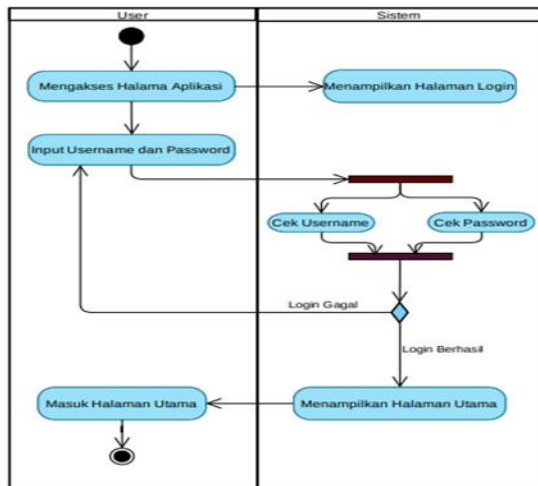 User
Sistem
Mengakses Halama Aplikasi
Menampilkan Halaman Login
Input Username dan Password
Cek Username
Cek Password
Login Gagal
Login Berhasil
Masuk Halaman Utama
Menampilkan Halaman Utama